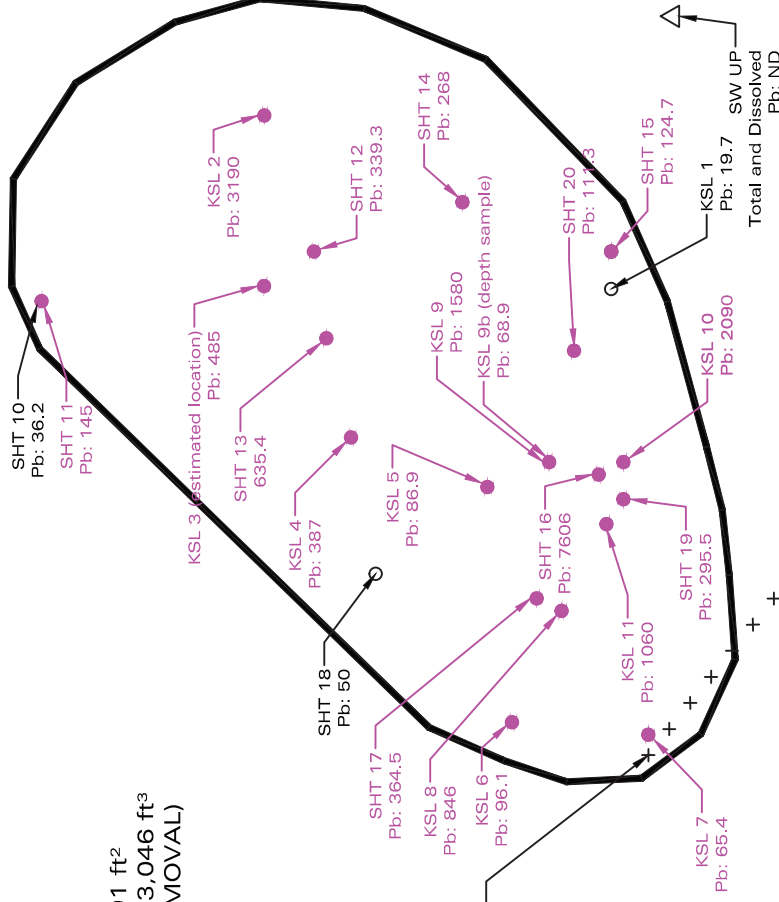 SHT 10
Pb: 36.2
SHT 11
Pb: 145
KSL 2
Pb: 3190
SHT 12
Pb: 339.3
SHT 14
Pb: 268
KSL 3 (estimated location)
Pb: 485
SHT 13
635.4
KSL 4
Pb: 387
KSL 5
Pb: 86.9
KSL 9
Pb: 1580
KSL 9b (depth sample)
Pb: 68.9
SHT 20
Pb: 111.3
SHT 15
Pb: 124.7
KSL 1
Pb: 19.7
SW UP
Total and Dissolved
Pb: ND
KSL 10
Pb: 2090
SHT 16
Pb: 7606
SHT 19
Pb: 295.5
KSL 11
Pb: 1060
SHT 18
Pb: 50
SHT 17
Pb: 364.5
KSL 8
Pb: 846
KSL 6
Pb: 96.1
KSL 7
Pb: 65.4
ft²
3,046 ft³
MOVAL)